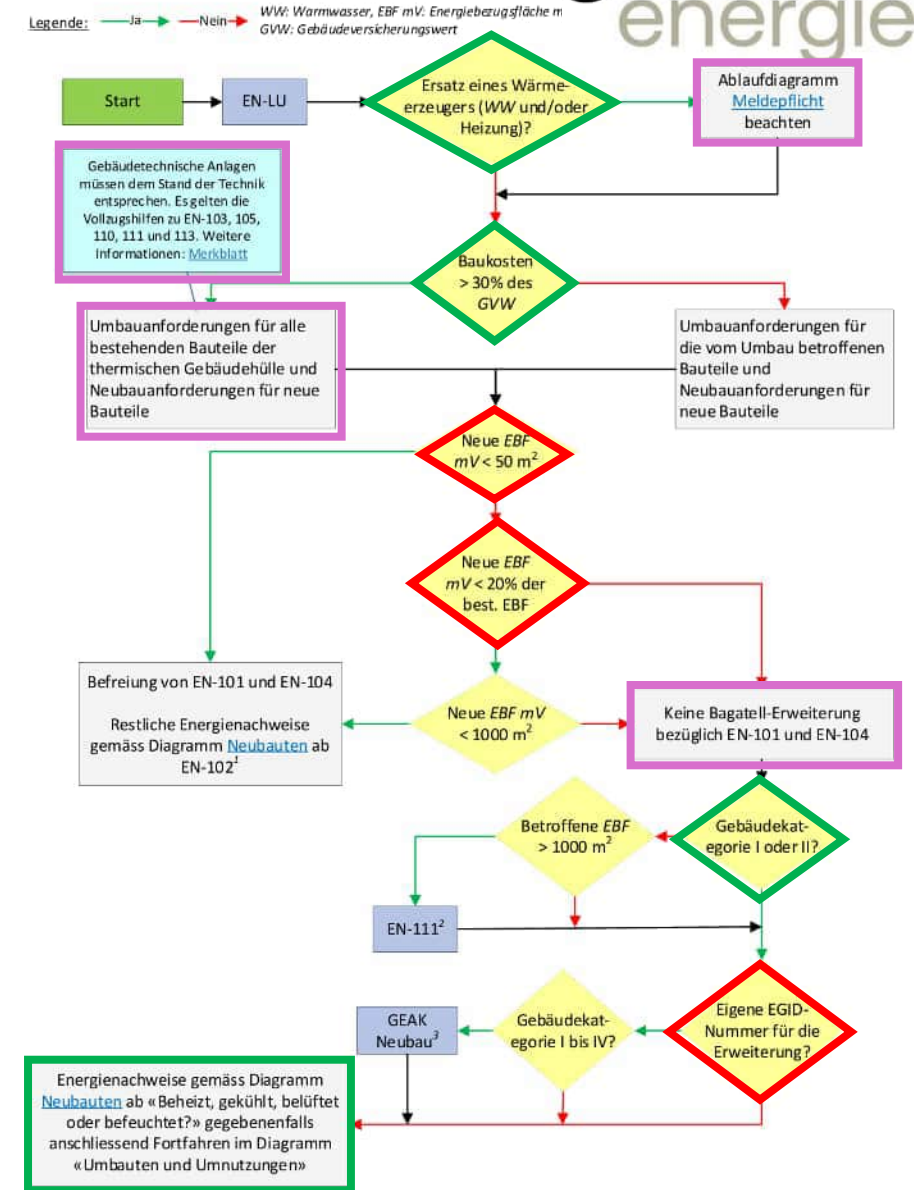 energie
Legende:
Ja
Nein
WW: Warmwasser, EBF mV: Energiebezugsfläche m
GVW: Gebäudeversicherungswert
Start
EN-LU
Ersatz eines Wärme-
erzeugers (WW und/oder
Heizung)?
Ablaufdiagramm
Meldepflicht
beachten
Gebäudetechnische Anlagen
müssen dem Stand der Technik
entsprechen. Es gelten die
Vollzugshilfen zu EN-103, 105,
110, 111 und 113. Weitere
Informationen: Merkblatt
Baukosten
> 30% des
GVW
Umbauanforderungen für alle
bestehenden Bauteile der
thermischen Gebäudehülle und
Neubauanforderungen für neue
Bauteile
Umbauanforderungen für
die vom Umbau betroffenen
Bauteile und
Neubauanforderungen für
neue Bauteile
Neue EBF
mV < 50 m²
Neue EBF
mV < 20% der
best. EBF
Befreiung von EN-101 und EN-104
Restliche Energienachweise
gemäss Diagramm Neubauten ab
EN-102¹
Neue EBF mV
< 1000 m²
Keine Bagatell-Erweiterung
bezüglich EN-101 und EN-104
Betroffene EBF
> 1000 m²
Gebäudekat-
egorie I oder II?
EN-111²
Eigene EGID-
Nummer für die
Erweiterung?
Gebäudekat-
egorie I bis IV?
GEAK
Neubau³
Energienachweise gemäss Diagramm
Neubauten ab «Beheizt, gekühlt, belüftet
oder befeuchtet?» gegebenenfalls
anschliessend Fortfahren im Diagramm
«Umbauten und Umnutzungen»